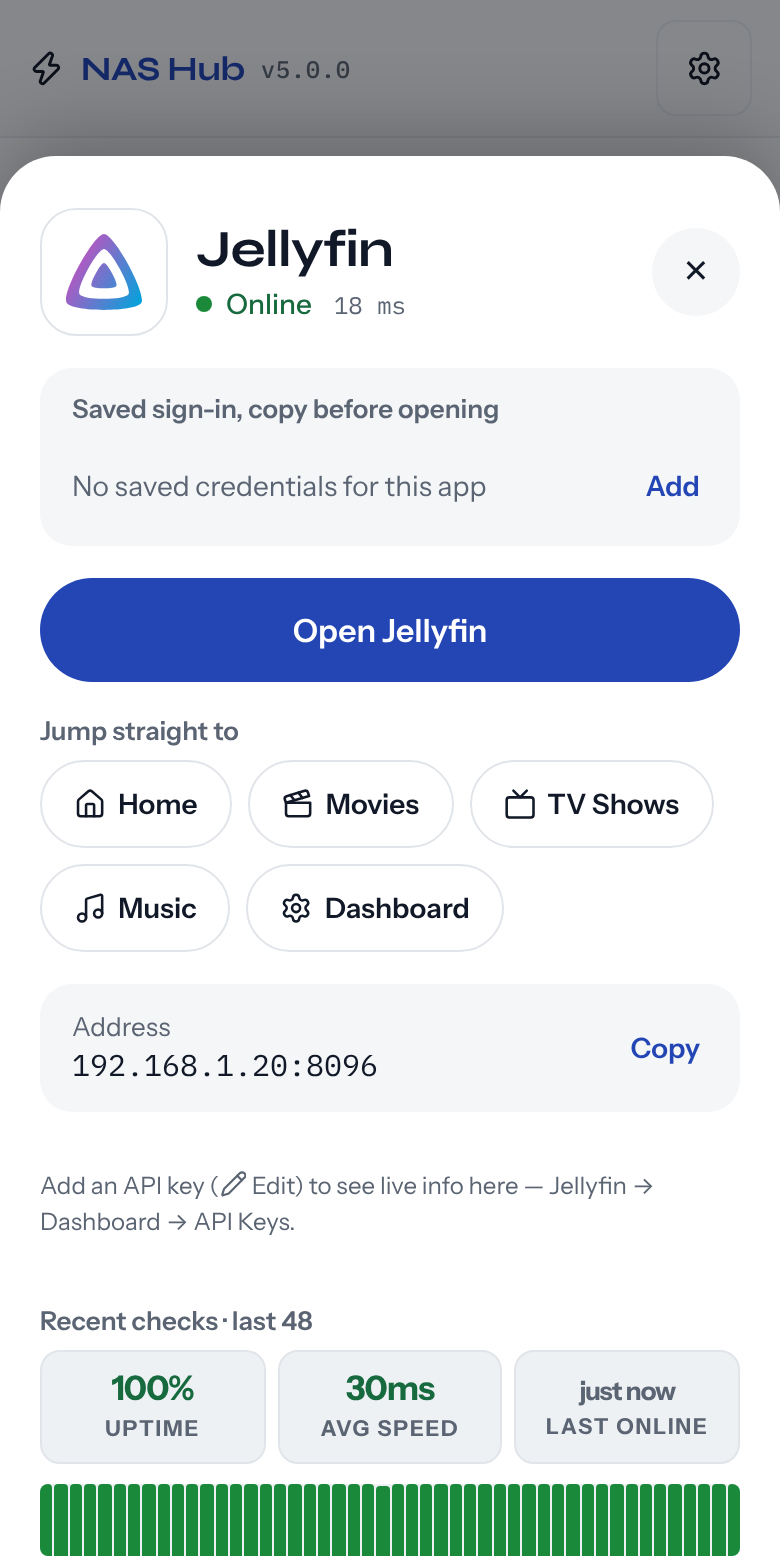 NAS Hub v5.0.0
Jellyfin
Online 18 ms
Saved sign-in, copy before opening
No saved credentials for this app Add
Open Jellyfin
Jump straight to
Home Movies TV Shows
Music Dashboard
Address
192.168.1.20:8096 Copy
Add an API key (Edit) to see live info here — Jellyfin →
Dashboard → API Keys.
Recent checks · last 48
100% 30ms just now
UPTIME AVG SPEED LAST ONLINE